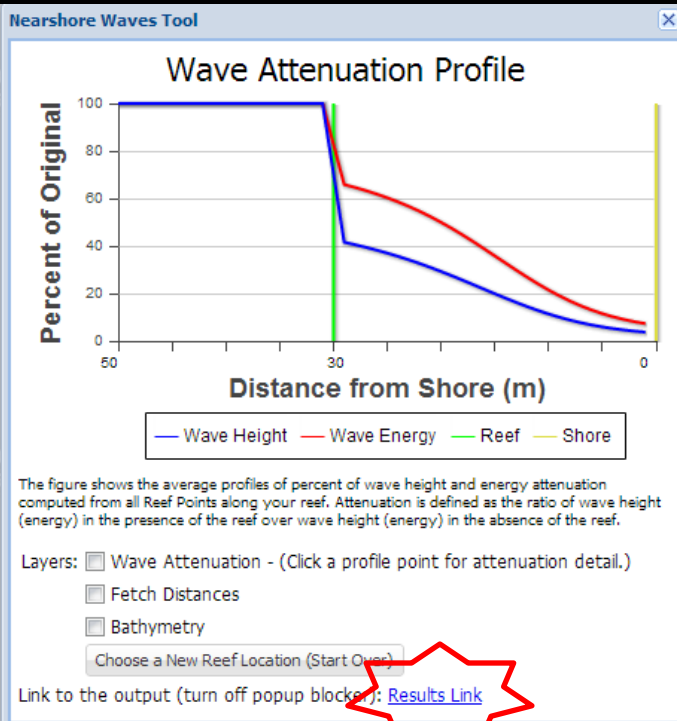 Nearshore Waves Tool
Wave Attenuation Profile
Percent of Original
100
80
60
40
20
0
50
30
0
Distance from Shore (m)
Wave Height
Wave Energy
Reef
Shore
The figure shows the average profiles of percent of wave height and energy attenuation
computed from all Reef Points along your reef. Attenuation is defined as the ratio of wave height
(energy) in the presence of the reef over wave height (energy) in the absence of the reef.
Layers: Wave Attenuation - (Click a profile point for attenuation detail.)
Fetch Distances
Bathymetry
Choose a New Reef Location (Start Over)
Link to the output (turn off popup blocker): Results Link